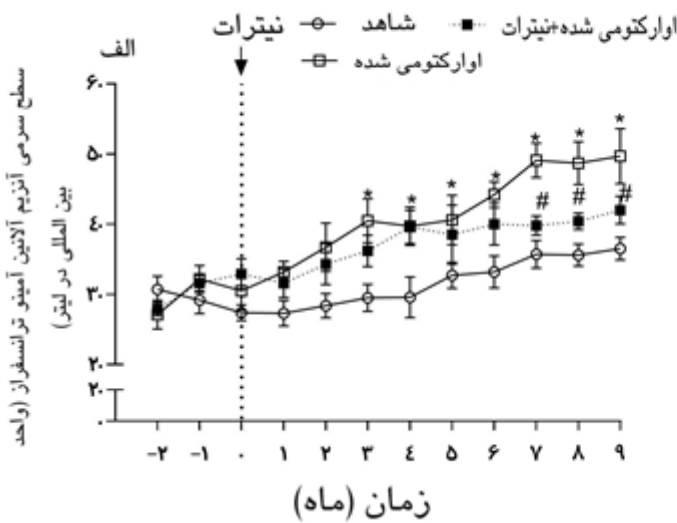 الف
نیترات
شاهد
اوارکتومی شده+نیترات
اوارکتومی شده
سطح سرمی آنزیم آلانین آمینو ترانسفراز (واحد
بین المللی در لیتر)
۶۰
۵۰
۴۰
۳۰
۲۰
۲۰
۰
* * * * * * *
# # #
-۲ -۱ ۰ ۱ ۲ ۳ ۴ ۵ ۶ ۷ ۸ ۹
زمان (ماه)